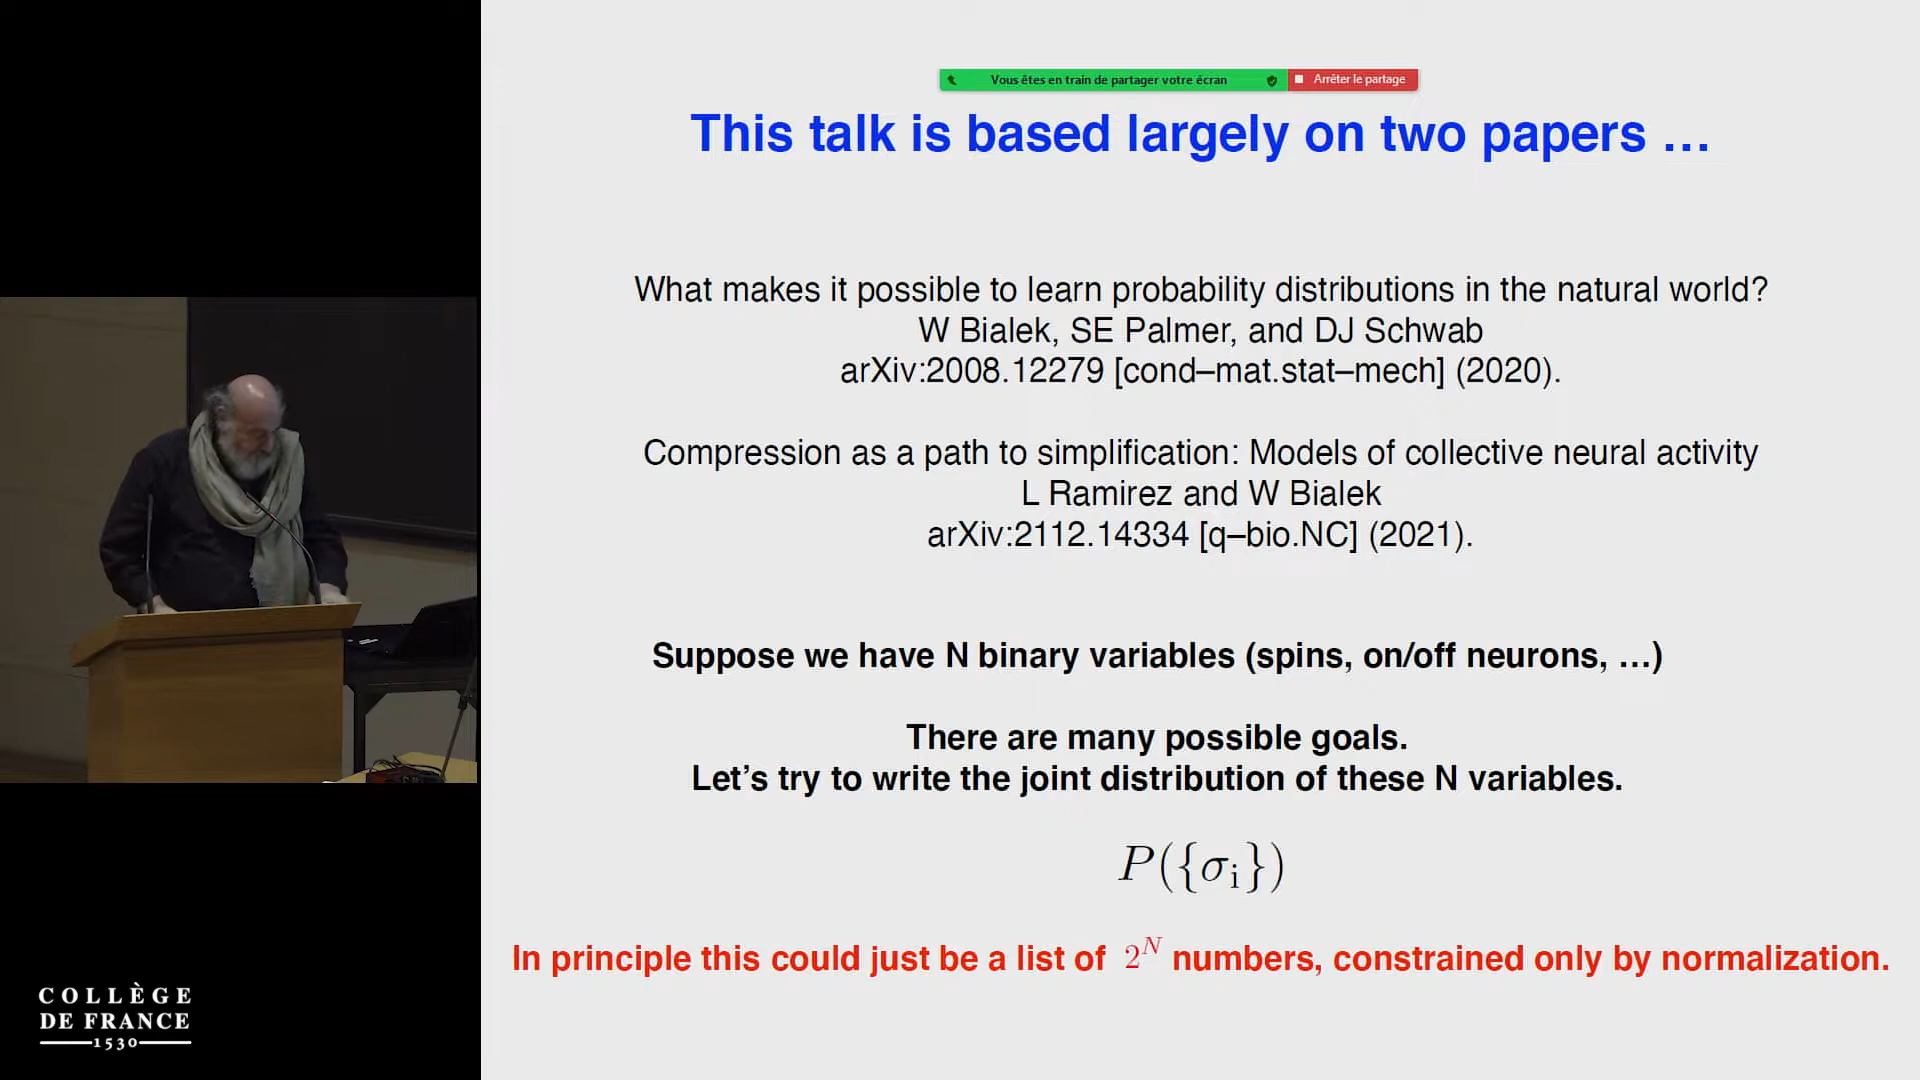 Vous êtes en train de partager votre écran
Arrêter le partage
This talk is based largely on two papers …
What makes it possible to learn probability distributions in the natural world?
W Bialek, SE Palmer, and DJ Schwab
arXiv:2008.12279 [cond–mat.stat–mech] (2020).
Compression as a path to simplification: Models of collective neural activity
L Ramirez and W Bialek
arXiv:2112.14334 [q–bio.NC] (2021).
Suppose we have N binary variables (spins, on/off neurons, …)
There are many possible goals.
Let’s try to write the joint distribution of these N variables.
P({σ_i})
In principle this could just be a list of 2^N numbers, constrained only by normalization.
COLLÈGE
DE FRANCE
1530